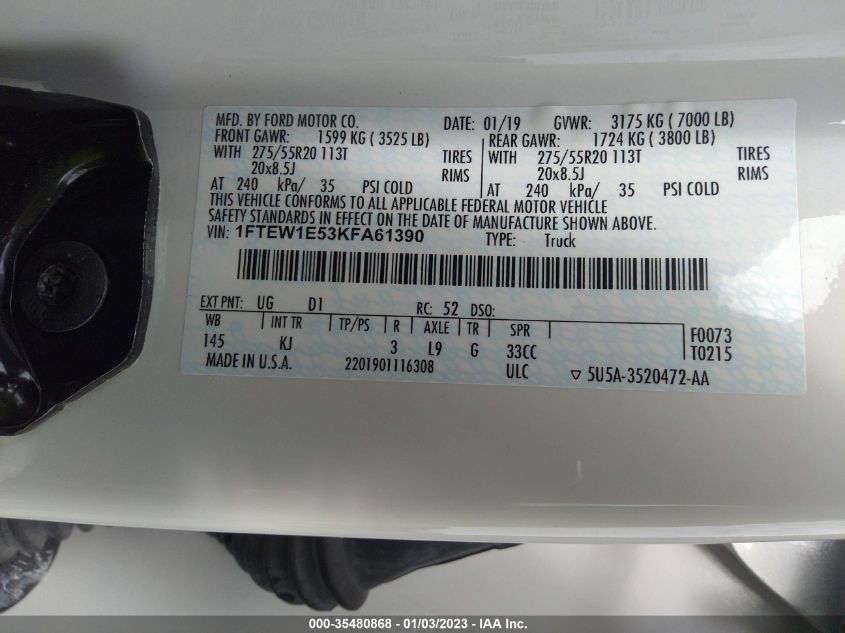 MFD. BY FORD MOTOR CO. DATE: 01/19 GVWR: 3175 KG ( 7000 LB)
FRONT GAWR: 1599 KG ( 3525 LB) REAR GAWR: 1724 KG ( 3800 LB)
WITH 275/55R20 113T TIRES WITH 275/55R20 113T TIRES
20x8.5J RIMS 20x8.5J RIMS
AT 240 kPa/ 35 PSI COLD AT 240 kPa/ 35 PSI COLD
THIS VEHICLE CONFORMS TO ALL APPLICABLE FEDERAL MOTOR VEHICLE
SAFETY STANDARDS IN EFFECT ON THE DATE OF MANUFACTURE SHOWN ABOVE.
VIN: 1FTEW1E53KFA61390 TYPE: Truck
EXT PNT: UG D1 RC: 52 DSO:
WB INT TR TP/PS R AXLE TR SPR F0073
145 KJ 3 L9 G 33CC T0215
MADE IN U.S.A. 2201901116308 ULC ▽ 5U5A-3520472-AA
000-35480868 - 01/03/2023 - IAA Inc.